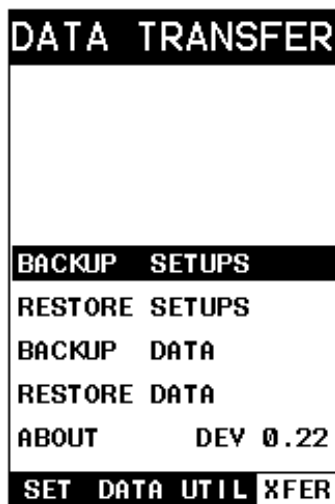 DATA TRANSFER
BACKUP SETUPS
RESTORE SETUPS
BACKUP DATA
RESTORE DATA
ABOUT DEV 0.22
SET DATA UTIL XFER